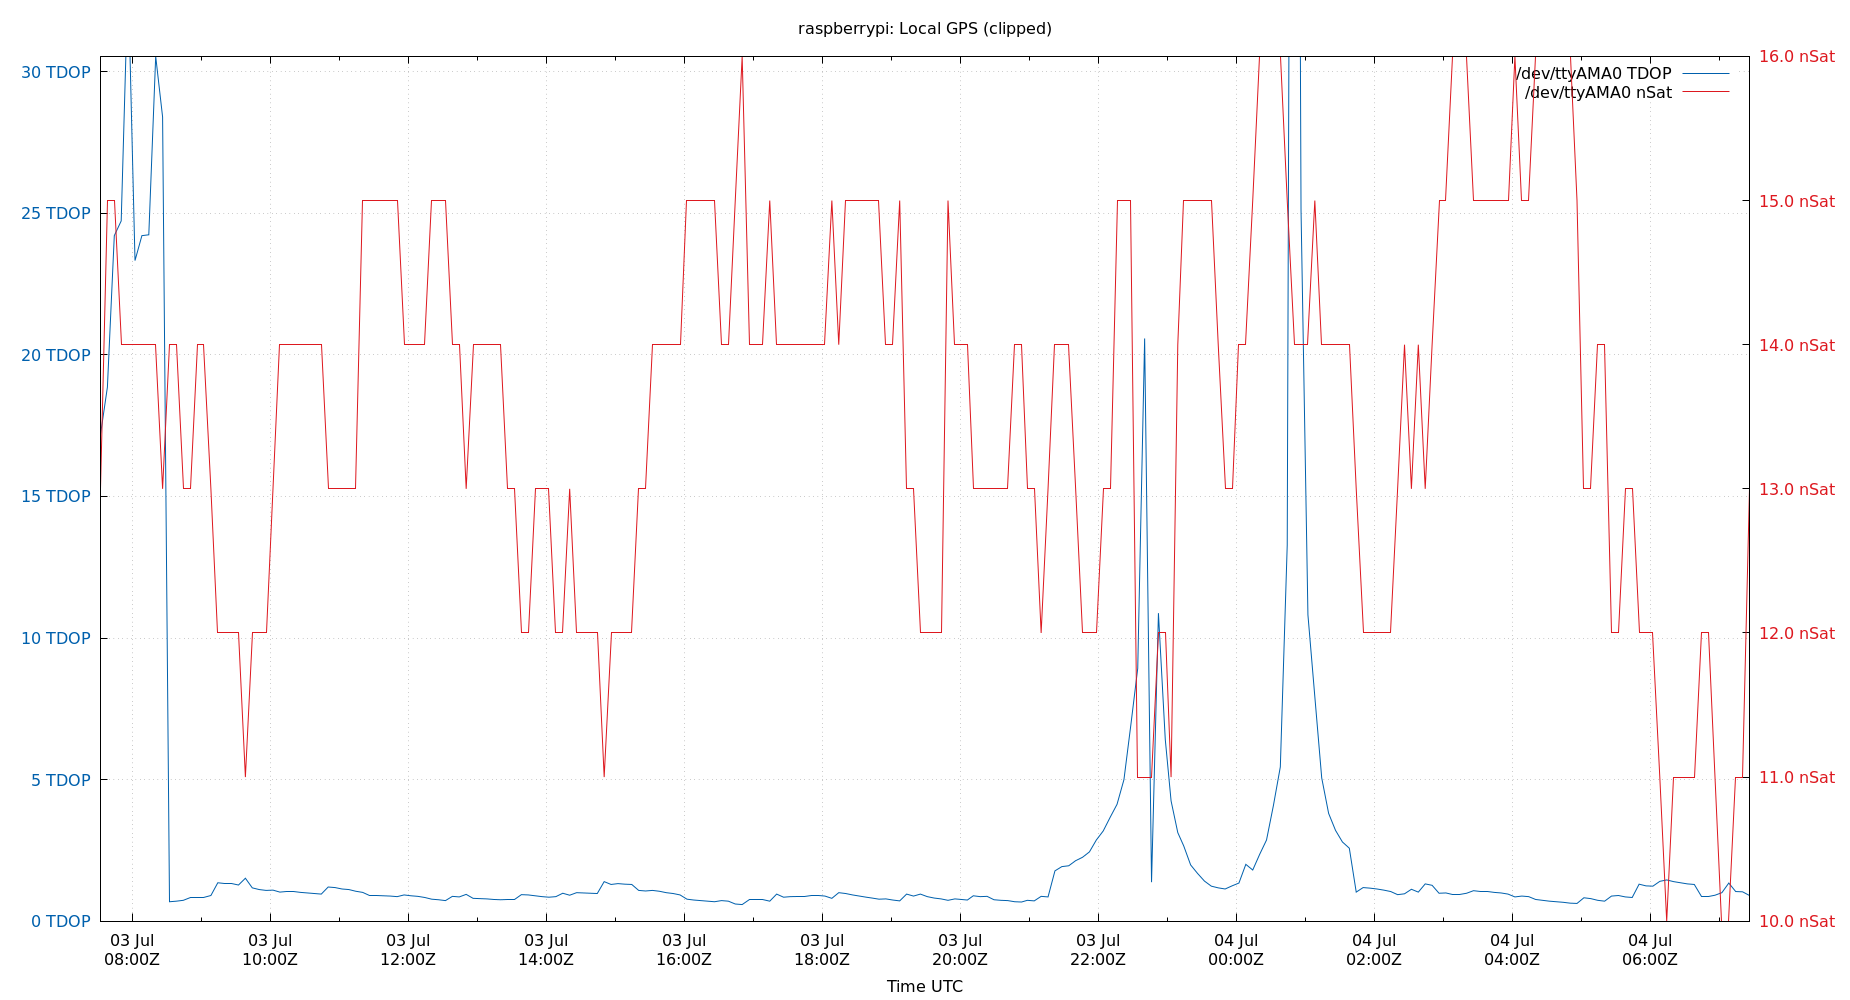 raspberrypi: Local GPS (clipped)
30 TDOP
25 TDOP
20 TDOP
15 TDOP
10 TDOP
5 TDOP
0 TDOP
16.0 nSat
15.0 nSat
14.0 nSat
13.0 nSat
12.0 nSat
11.0 nSat
10.0 nSat
/dev/ttyAMA0 TDOP
/dev/ttyAMA0 nSat
03 Jul 03 Jul 03 Jul 03 Jul 03 Jul 03 Jul 03 Jul 03 Jul 04 Jul 04 Jul 04 Jul 04 Jul
08:00Z 10:00Z 12:00Z 14:00Z 16:00Z 18:00Z 20:00Z 22:00Z 00:00Z 02:00Z 04:00Z 06:00Z
Time UTC